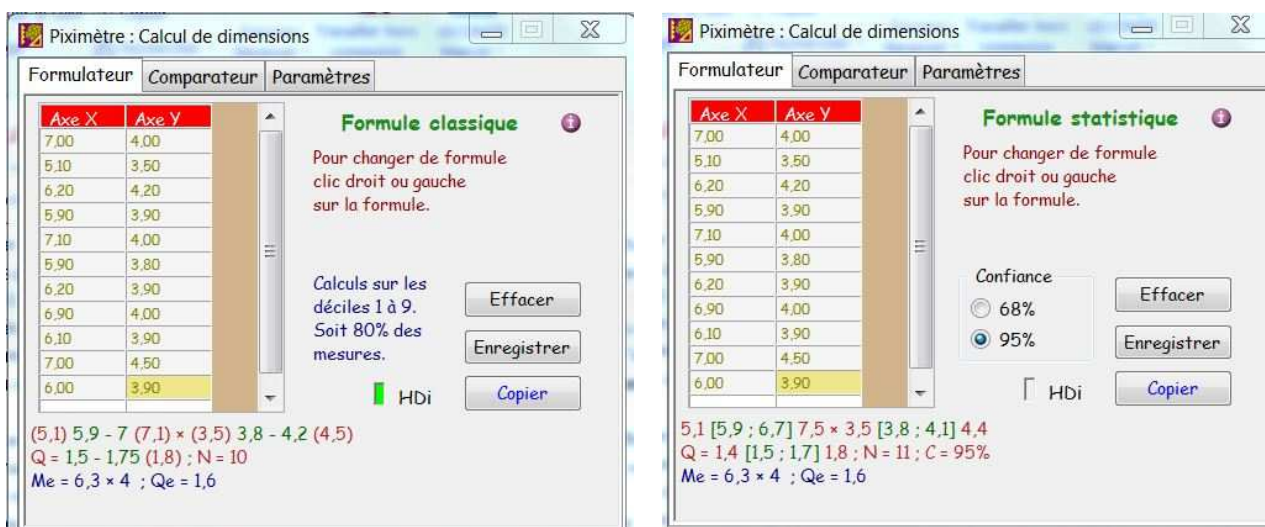 Piximètre : Calcul de dimensions
Formulateur Comparateur Paramètres
Axe X Axe Y
7,00 4,00
5,10 3,50
6,20 4,20
5,90 3,90
7,10 4,00
5,90 3,80
6,20 3,90
6,90 4,00
6,10 3,90
7,00 4,50
6,00 3,90
Formule classique
Pour changer de formule
clic droit ou gauche
sur la formule.
Calculs sur les
déciles 1 à 9.
Soit 80% des
mesures.
HDi
Effacer
Enregistrer
Copier
(5,1) 5,9 - 7 (7,1) × (3,5) 3,8 - 4,2 (4,5)
Q = 1,5 - 1,75 (1,8) ; N = 10
Me = 6,3 × 4 ; Qe = 1,6
Piximètre : Calcul de dimensions
Formulateur Comparateur Paramètres
Axe X Axe Y
7,00 4,00
5,10 3,50
6,20 4,20
5,90 3,90
7,10 4,00
5,90 3,80
6,20 3,90
6,90 4,00
6,10 3,90
7,00 4,50
6,00 3,90
Formule statistique
Pour changer de formule
clic droit ou gauche
sur la formule.
Confiance
68%
95%
HDi
Effacer
Enregistrer
Copier
5,1 [5,9 ; 6,7] 7,5 × 3,5 [3,8 ; 4,1] 4,4
Q = 1,4 [1,5 ; 1,7] 1,8 ; N = 11 ; C = 95%
Me = 6,3 × 4 ; Qe = 1,6